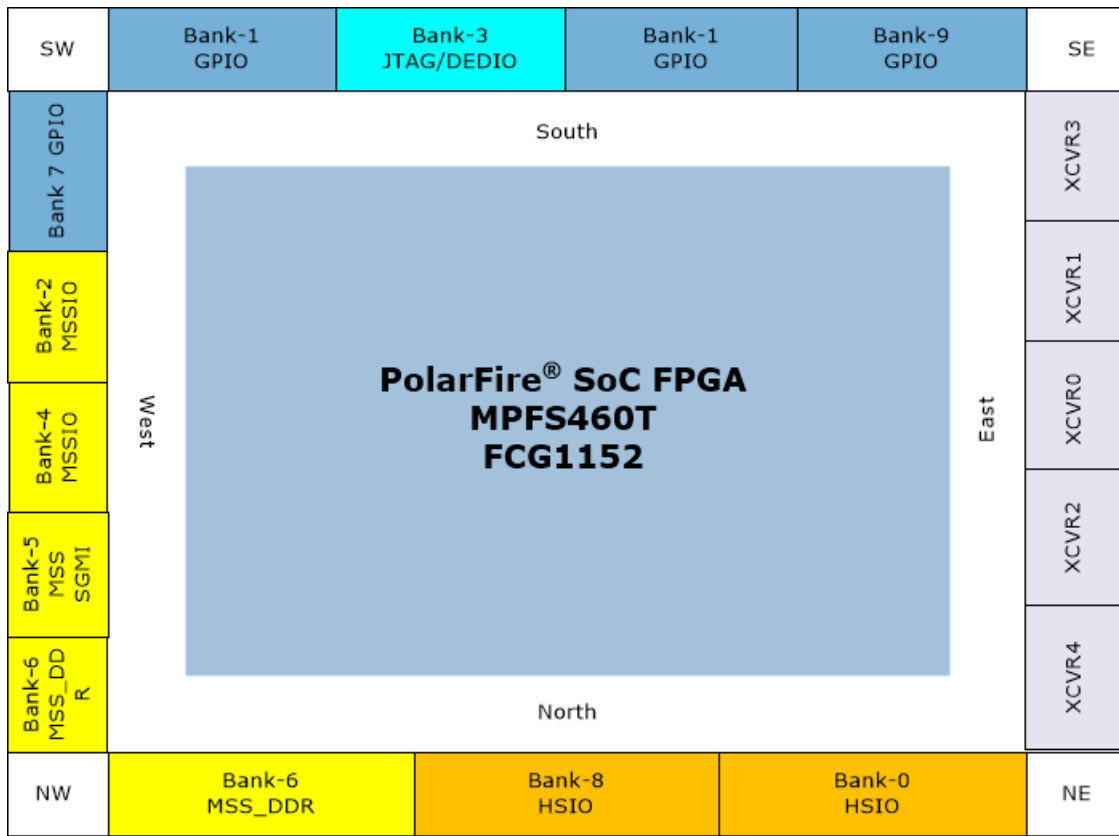 SW
Bank-1
GPIO
Bank-3
JTAG/DEDIO
Bank-1
GPIO
Bank-9
GPIO
SE
South
Bank 7 GPIO
Bank-2
MSSIO
Bank-4
MSSIO
Bank-5
MSS
SGMI
Bank-6
MSS_DD
R
West
PolarFire® SoC FPGA
MPFS460T
FCG1152
East
XCVR3
XCVR1
XCVR0
XCVR2
XCVR4
North
NW
Bank-6
MSS_DDR
Bank-8
HSIO
Bank-0
HSIO
NE